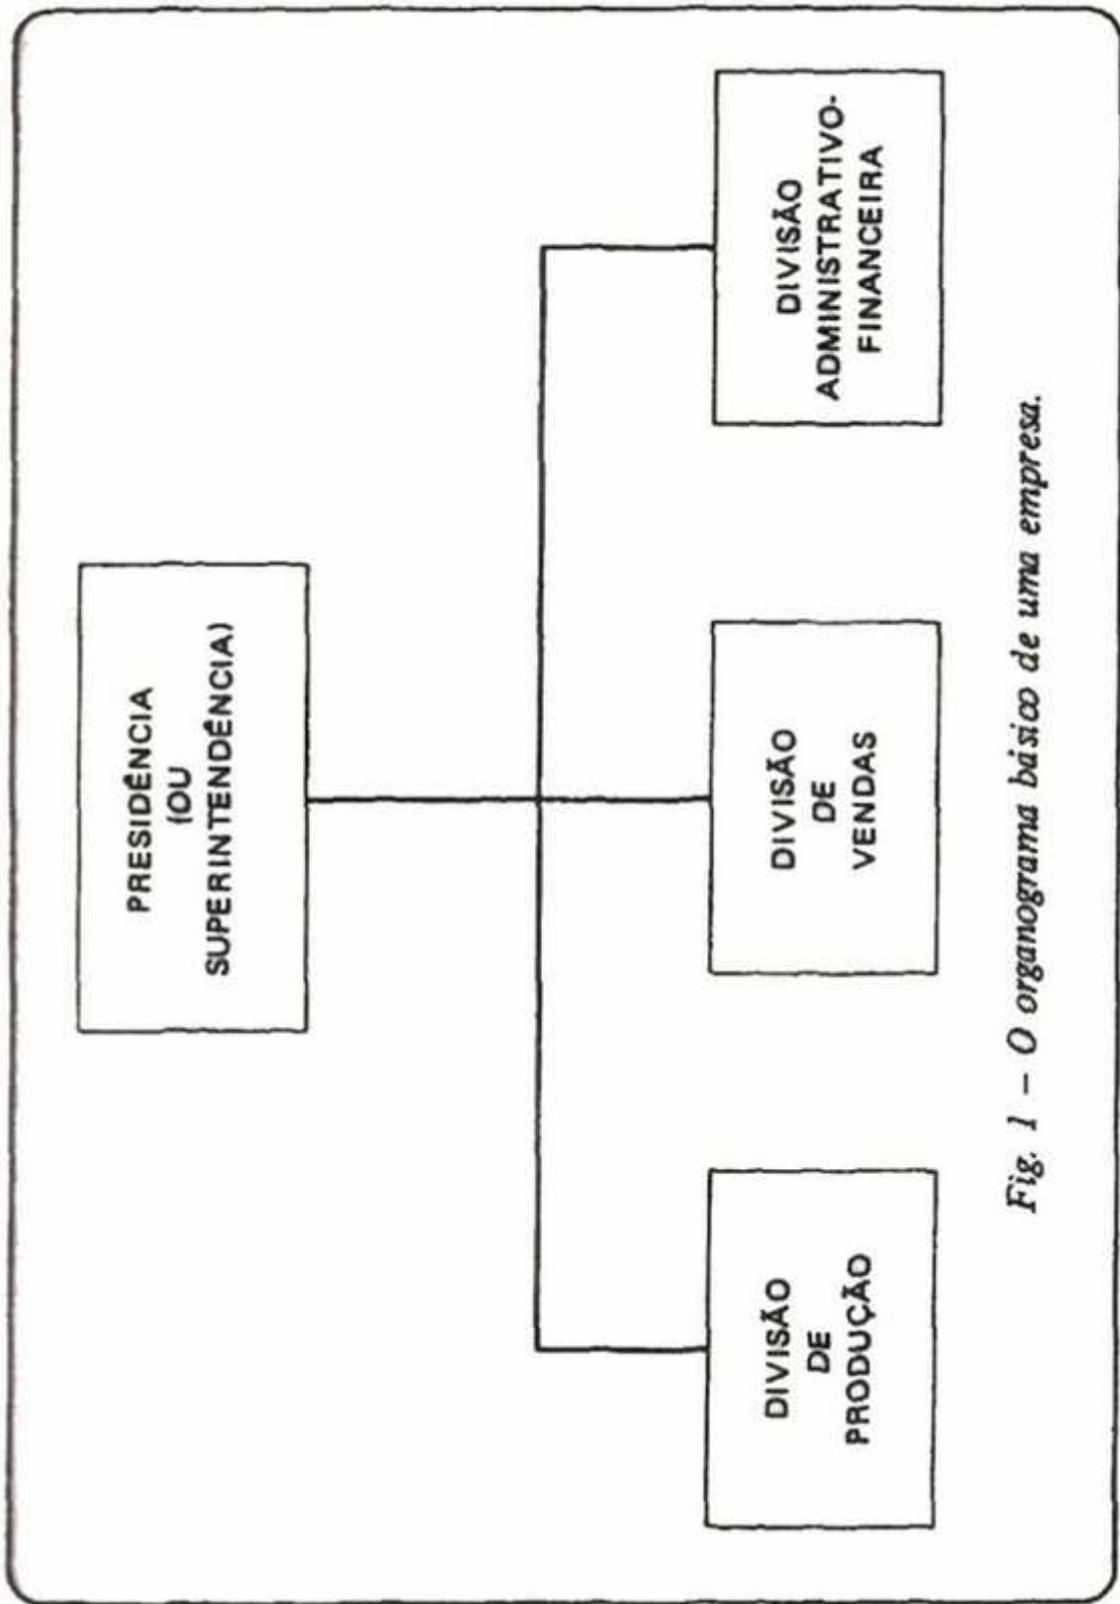 PRESIDÊNCIA
(OU
SUPERINTENDÊNCIA)
DIVISÃO
DE
PRODUÇÃO
DIVISÃO
DE
VENDAS
DIVISÃO
ADMINISTRATIVO-
FINANCEIRA
Fig. 1 – O organograma básico de uma empresa.